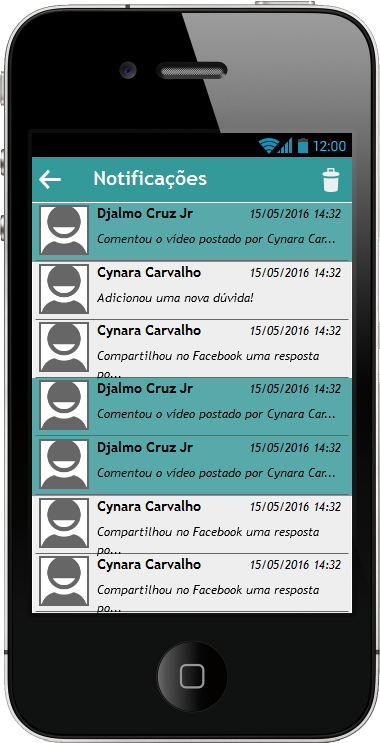 12:00
Notificações
Djalmo Cruz Jr 15/05/2016 14:32
Comentou o vídeo postado por Cynara Car...
Cynara Carvalho 15/05/2016 14:32
Adicionou uma nova dúvida!
Cynara Carvalho 15/05/2016 14:32
Compartilhou no Facebook uma resposta
po...
Djalmo Cruz Jr 15/05/2016 14:32
Comentou o vídeo postado por Cynara Car...
Djalmo Cruz Jr 15/05/2016 14:32
Comentou o vídeo postado por Cynara Car...
Cynara Carvalho 15/05/2016 14:32
Compartilhou no Facebook uma resposta
po...
Cynara Carvalho 15/05/2016 14:32
Compartilhou no Facebook uma resposta
po...